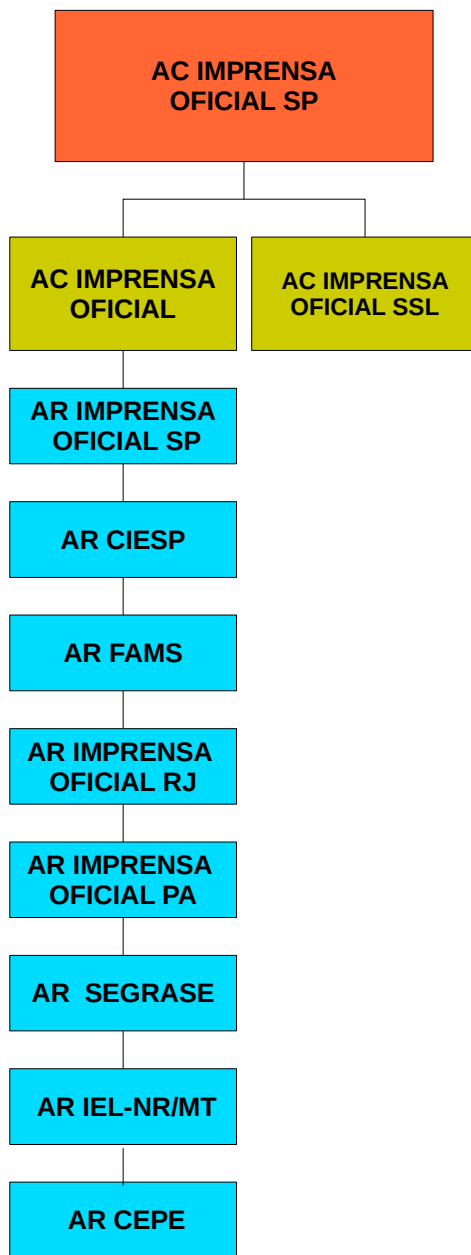 AC IMPRENSA
OFICIAL SP
AC IMPRENSA
OFICIAL
AC IMPRENSA
OFICIAL SSL
AR IMPRENSA
OFICIAL SP
AR CIESP
AR FAMS
AR IMPRENSA
OFICIAL RJ
AR IMPRENSA
OFICIAL PA
AR SEGRASE
AR IEL-NR/MT
AR CEPE